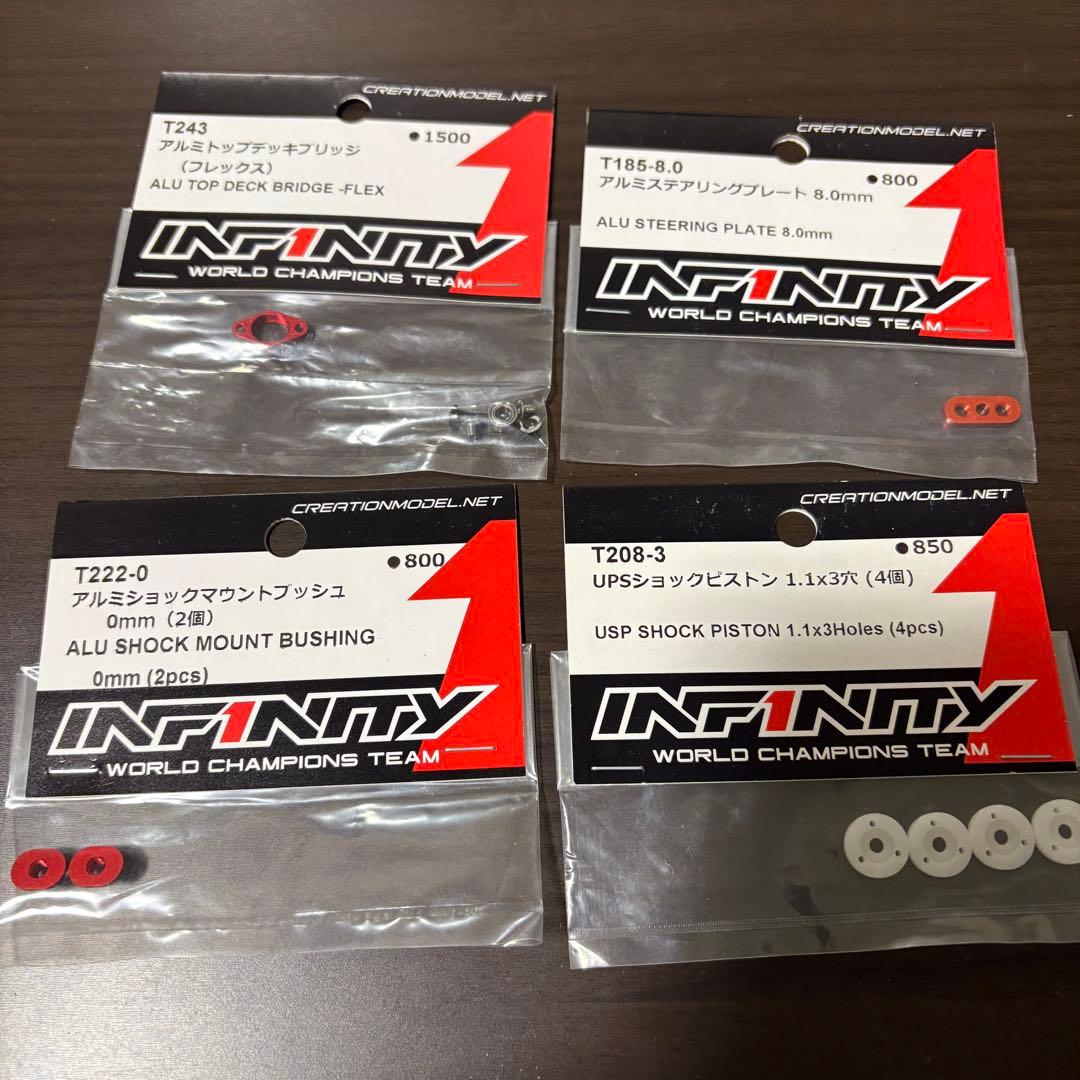 CREATIONMODEL.NET
T243
●1500
アルミトップデッキブリッジ
（フレックス）
ALU TOP DECK BRIDGE -FLEX
INF1NITY
WORLD CHAMPIONS TEAM
CREATIONMODEL.NET
T185-8.0
●800
アルミステアリングプレート 8.0mm
ALU STEERING PLATE 8.0mm
INF1NITY
WORLD CHAMPIONS TEAM
CREATIONMODEL.NET
T222-0
●800
アルミショックマウントブッシュ
0mm（2個）
ALU SHOCK MOUNT BUSHING
0mm (2pcs)
INF1NITY
WORLD CHAMPIONS TEAM
CREATIONMODEL.NET
T208-3
●850
UPSショックピストン 1.1x3穴（4個）
USP SHOCK PISTON 1.1x3Holes (4pcs)
INF1NITY
WORLD CHAMPIONS TEAM